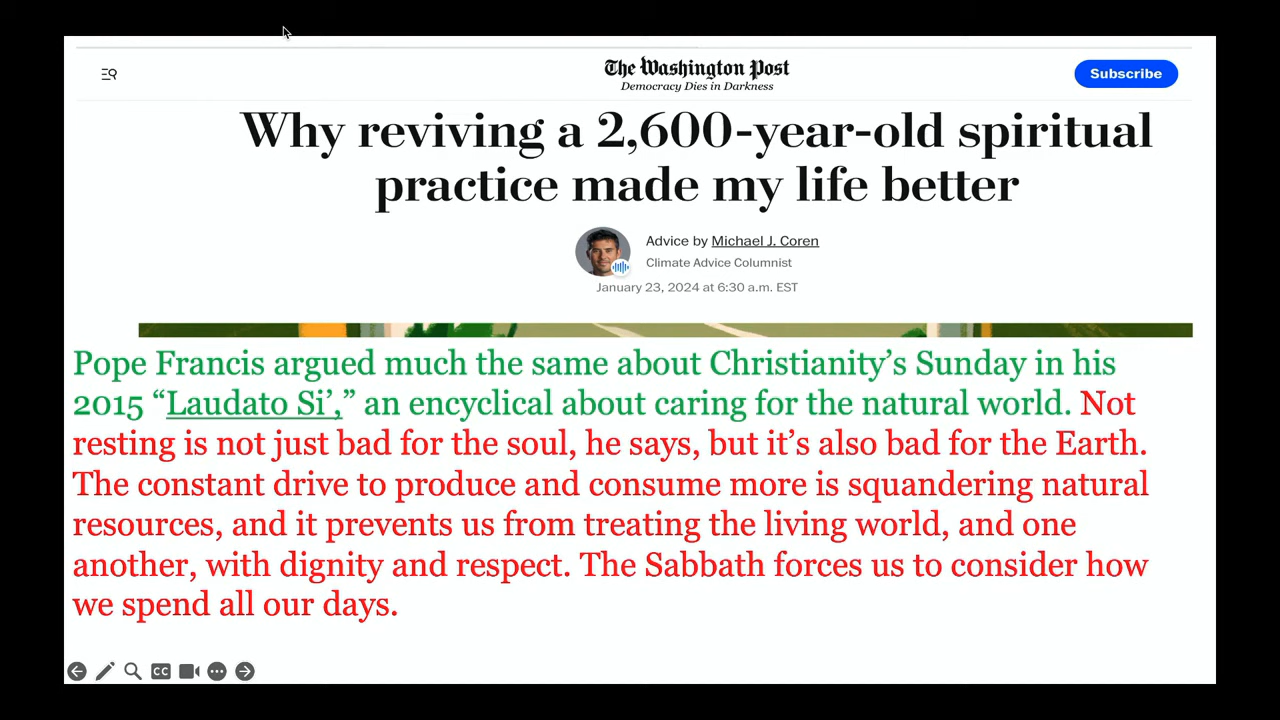 The Washington Post
Democracy Dies in Darkness
Subscribe
Why reviving a 2,600-year-old spiritual
practice made my life better
Advice by Michael J. Coren
Climate Advice Columnist
January 23, 2024 at 6:30 a.m. EST
Pope Francis argued much the same about Christianity’s Sunday in his
2015 “Laudato Si’,” an encyclical about caring for the natural world. Not
resting is not just bad for the soul, he says, but it’s also bad for the Earth.
The constant drive to produce and consume more is squandering natural
resources, and it prevents us from treating the living world, and one
another, with dignity and respect. The Sabbath forces us to consider how
we spend all our days.
CC